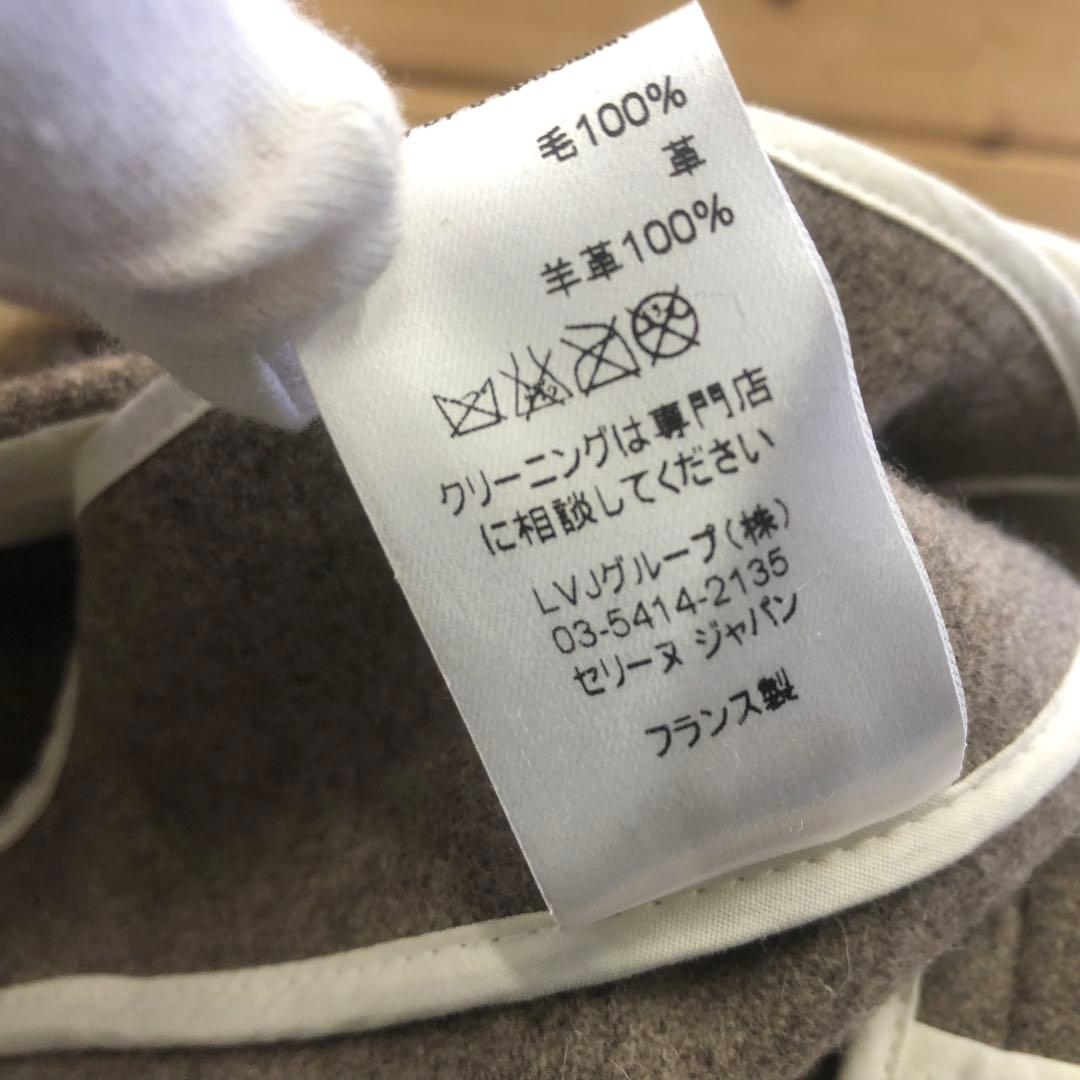 毛100%
革
羊革100%
クリーニングは専門店
に相談してください
LVJグループ(株)
03-5414-2135
セリーヌ ジャパン
フランス製